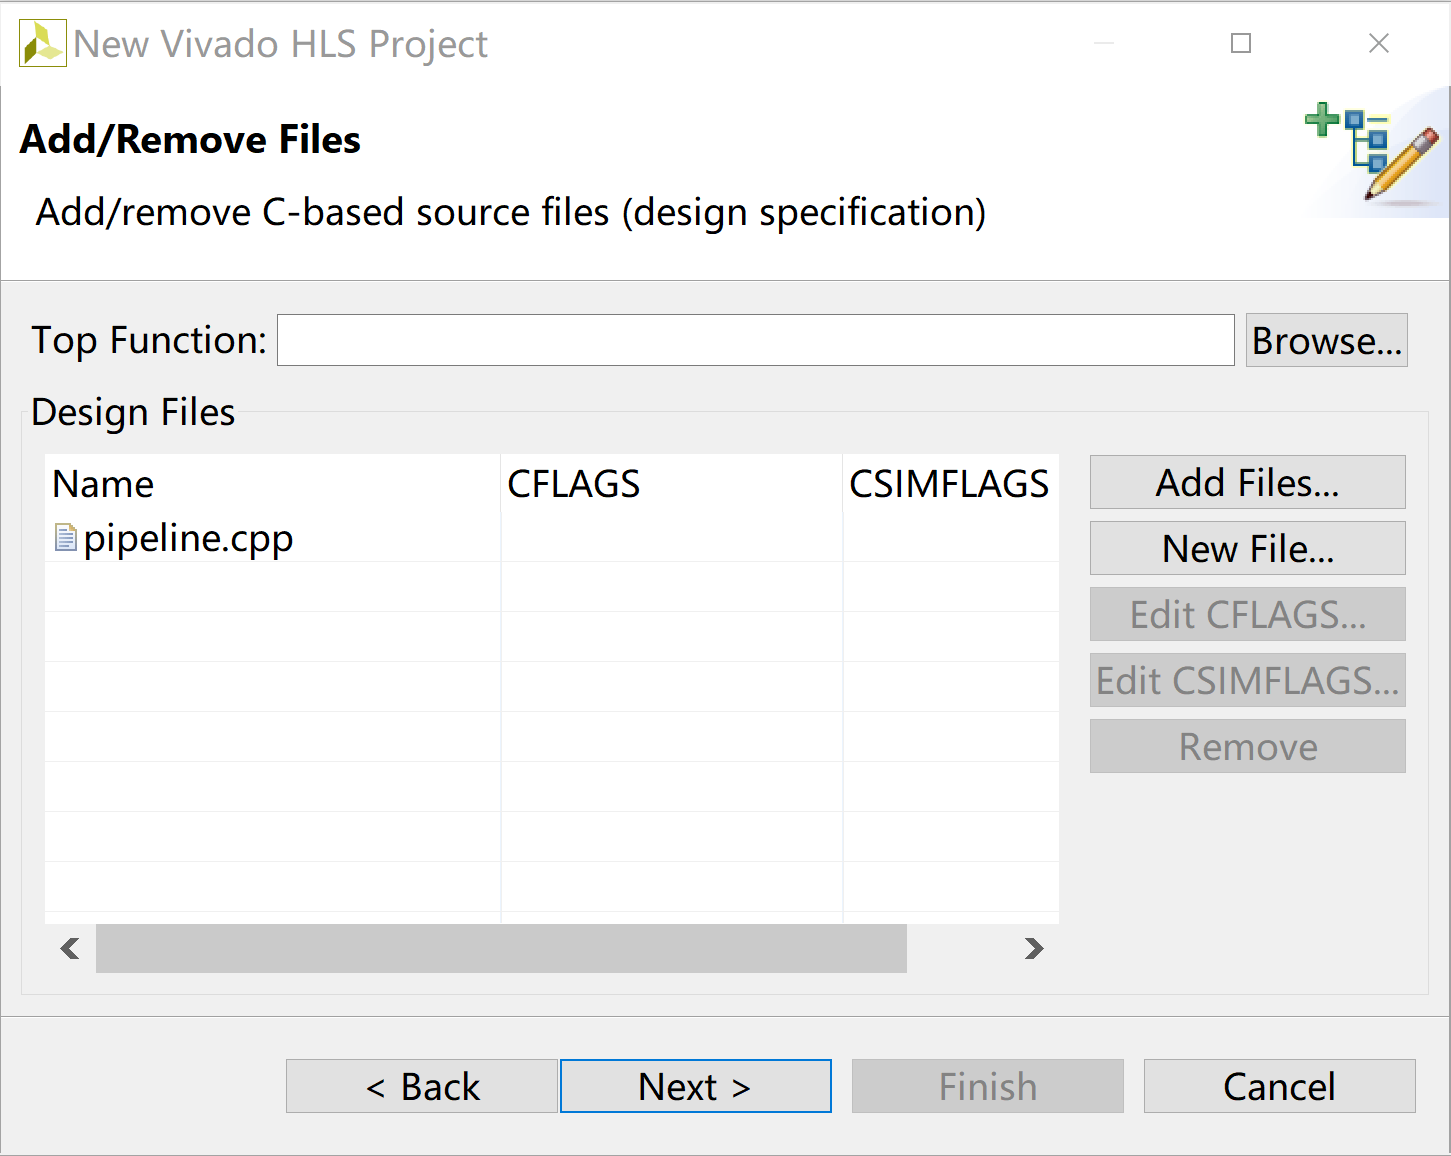 New Vivado HLS Project
Add/Remove Files
Add/remove C-based source files (design specification)
Top Function:
Browse...
Design Files
Name CFLAGS CSIMFLAGS
pipeline.cpp
Add Files...
New File...
Edit CFLAGS...
Edit CSIMFLAGS...
Remove
< Back Next > Finish Cancel